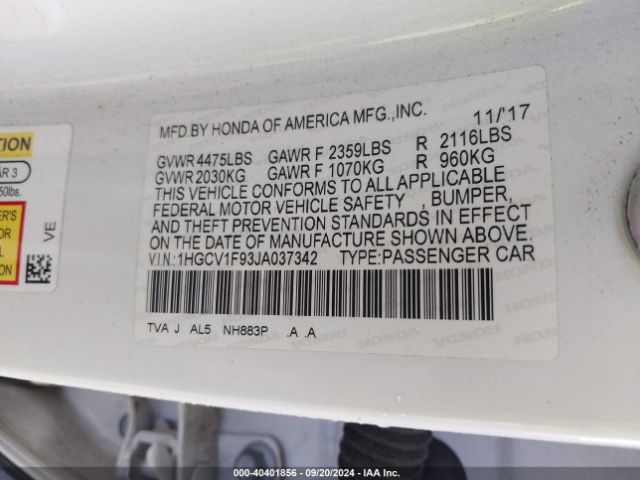 MFD.BY HONDA OF AMERICA MFG.,INC. 11/'17
GVWR 4475LBS GAWR F 2359LBS R 2116LBS
GVWR 2030KG GAWR F 1070KG R 960KG
THIS VEHICLE CONFORMS TO ALL APPLICABLE
FEDERAL MOTOR VEHICLE SAFETY , BUMPER,
AND THEFT PREVENTION STANDARDS IN EFFECT
ON THE DATE OF MANUFACTURE SHOWN ABOVE.
V.I.N.:1HGCV1F93JA037342 TYPE:PASSENGER CAR
TVA J AL5 NH883P .A .A
VE
000-40401856 - 09/20/2024 - IAA Inc.